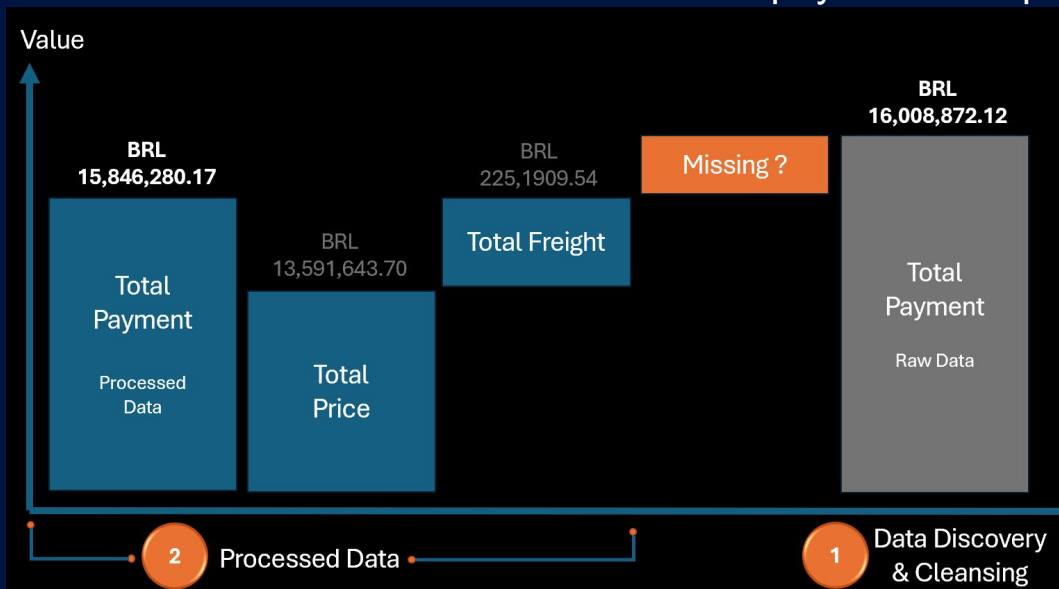 Value
BRL
15,846,280.17
Total
Payment
Processed
Data
BRL
13,591,643.70
Total
Price
BRL
225,1909.54
Total Freight
Missing ?
BRL
16,008,872.12
Total
Payment
Raw Data
2
Processed Data
1
Data Discovery
& Cleansing